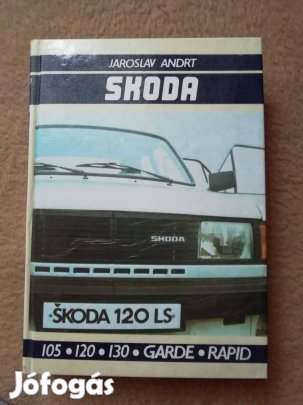 JAROSLAV ANDRT
SKODA
SKODA
ŠKODA 120 LS
105 • 120 • 130 • GARDE • RAPID
Jófogás